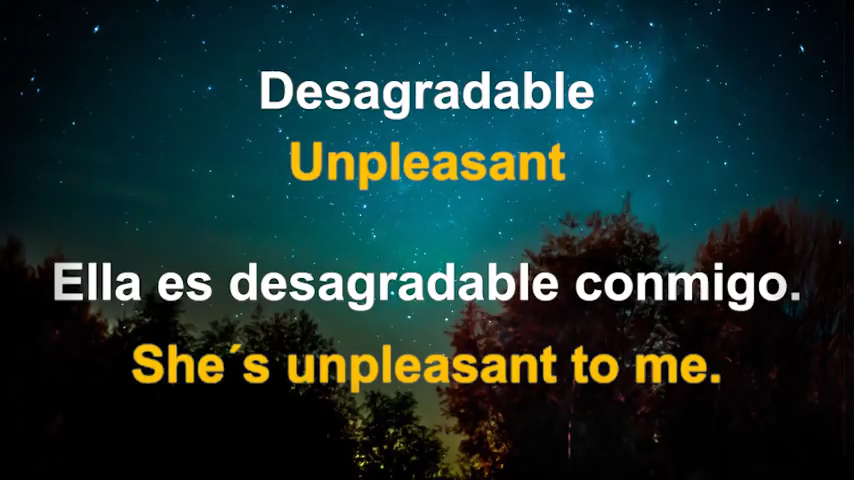 Desagradable
Unpleasant
Ella es desagradable conmigo.
She´s unpleasant to me.